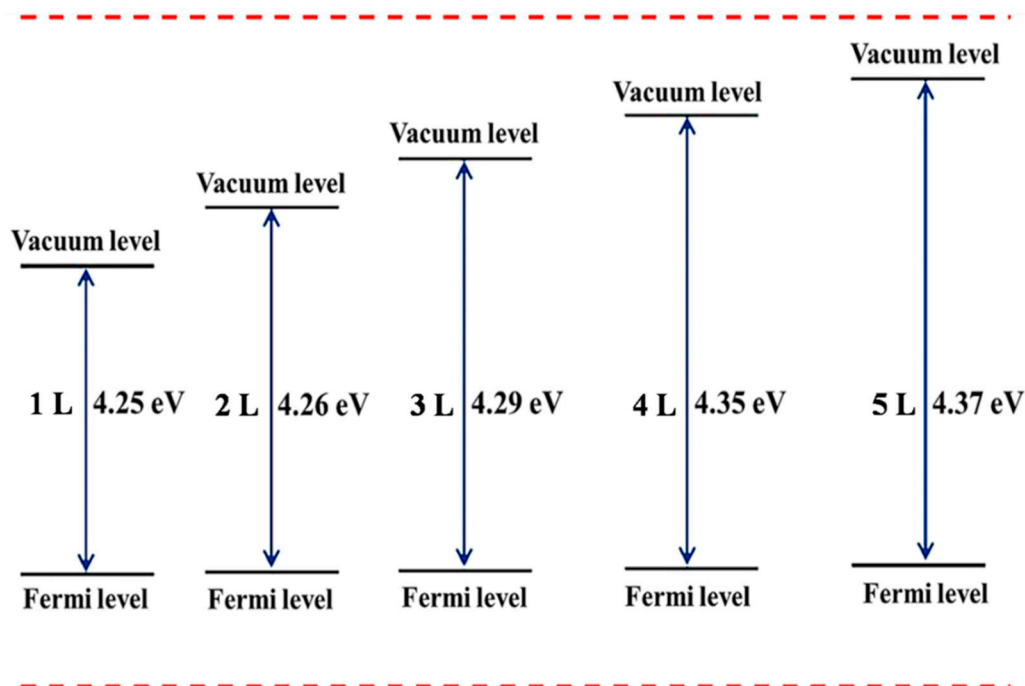 Vacuum level
Vacuum level
Vacuum level
Vacuum level
Vacuum level
1 L 4.25 eV 2 L 4.26 eV 3 L 4.29 eV 4 L 4.35 eV 5 L 4.37 eV
Fermi level Fermi level Fermi level Fermi level Fermi level